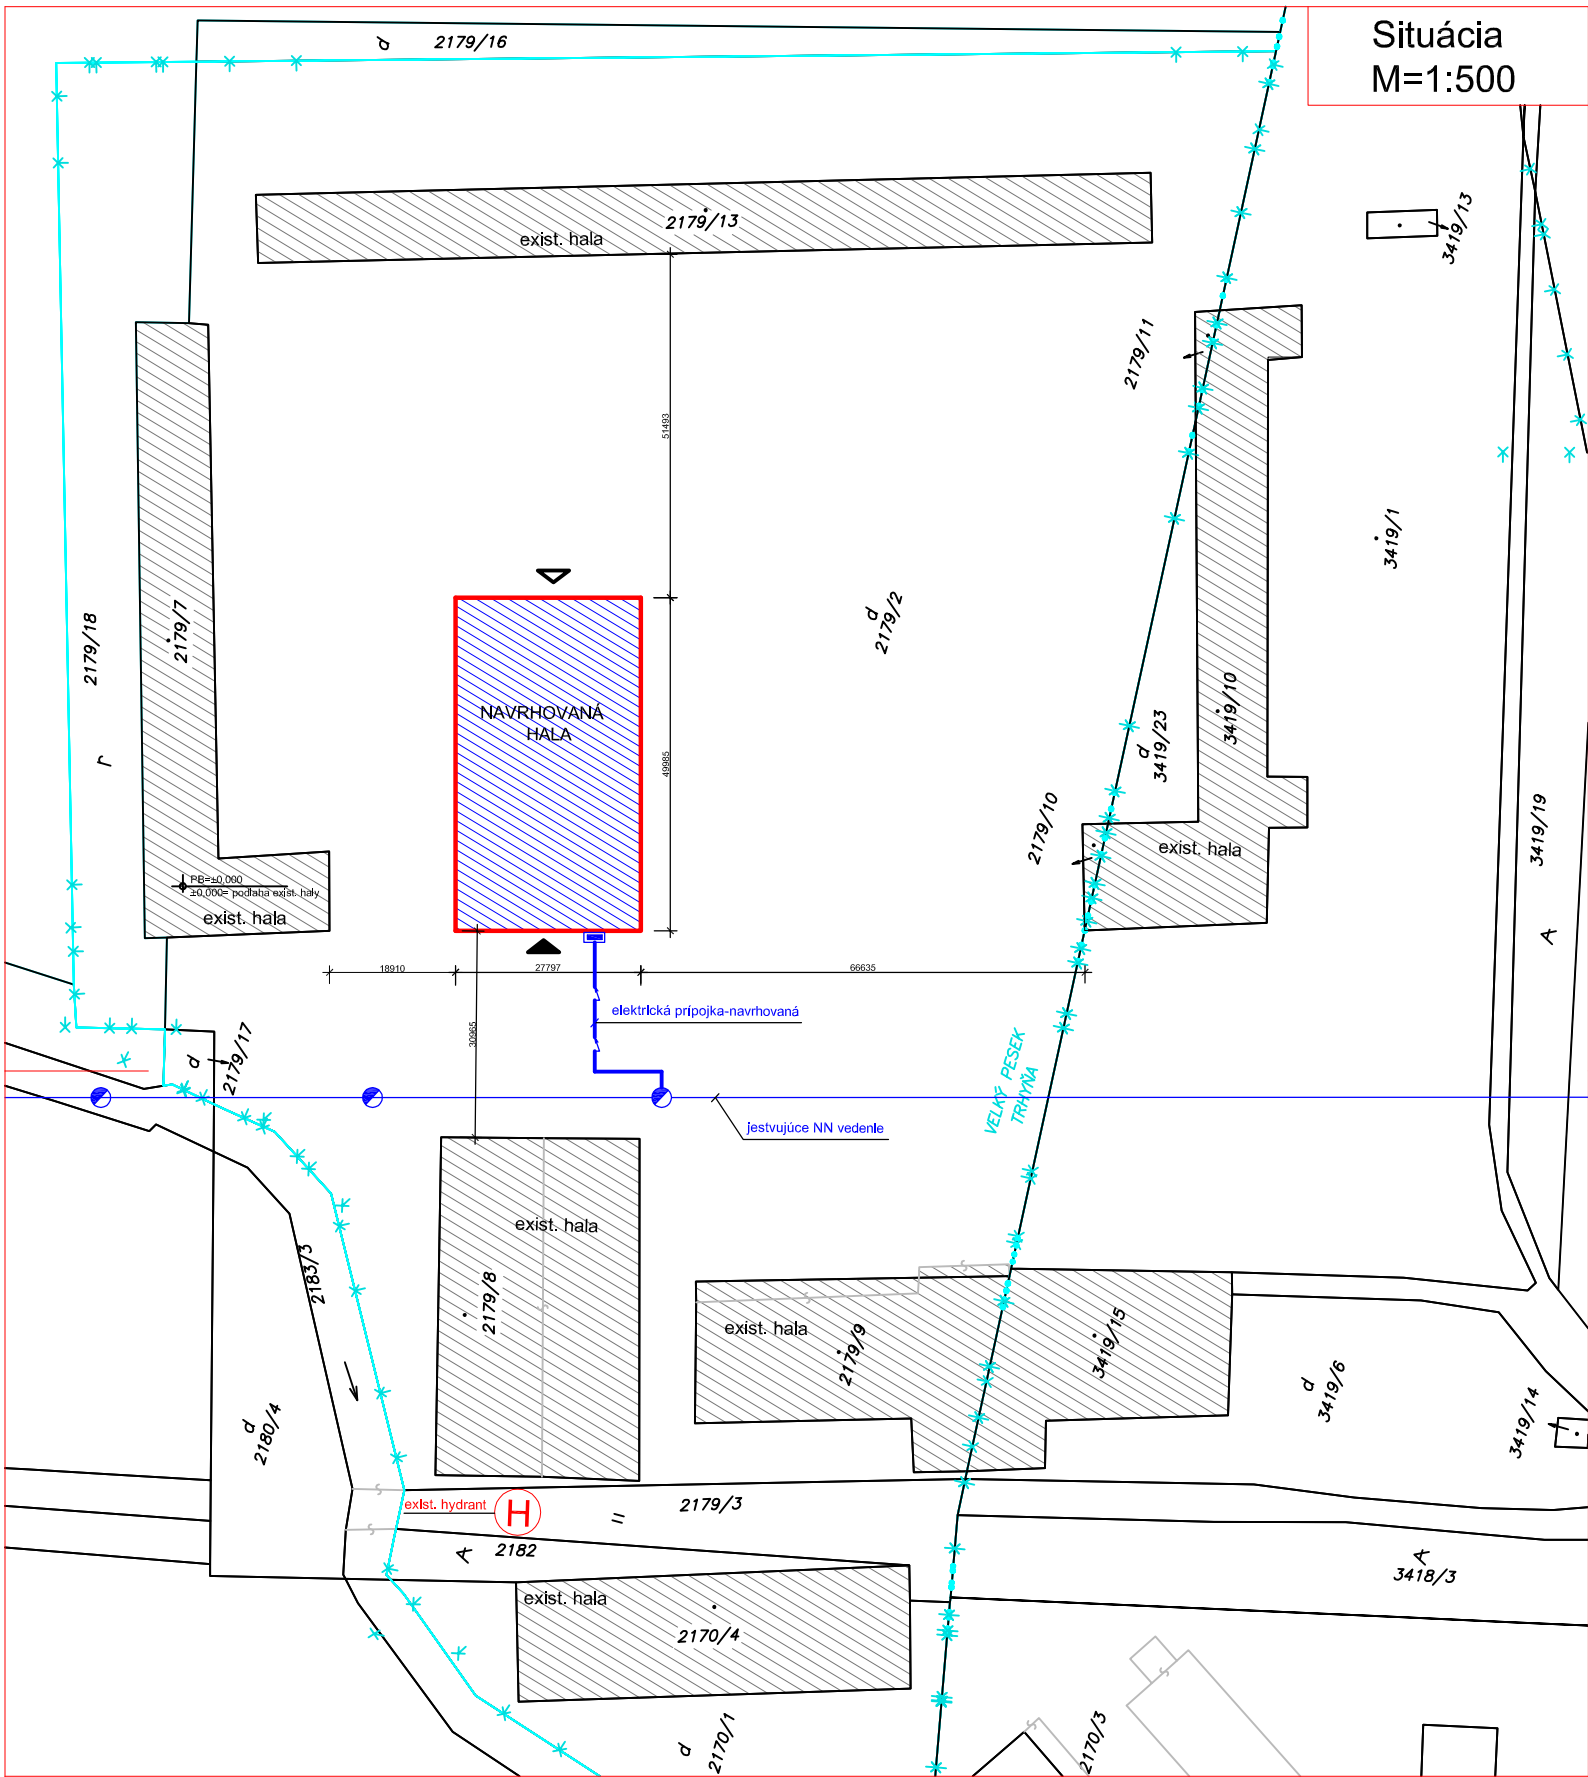 Situácia
M=1:500
d 2179/16
2179/13
exist. hala
3419/13
2179/11
51493
3419/1
2179/18
2179/7
d
2179/2
r
NAVRHOVANÁ
HALA
49985
3419/10
d
3419/23
2179/10
3419/19
exist. hala
PB=±0,000
±0,000= podlaha exist. haly
exist. hala
A
18910
27797
66635
elektrická prípojka-navrhovaná
30965
d
2179/17
VELKÝ PESEK
TRHYŇA
jestvujúce NN vedenie
exist. hala
2183/3
2179/8
exist. hala
2179/9
3419/15
d
3419/6
d
2180/4
3419/14
exist. hydrant
H
2179/3
II
A
2182
A
3418/3
exist. hala
2170/4
d
2170/1
2170/3